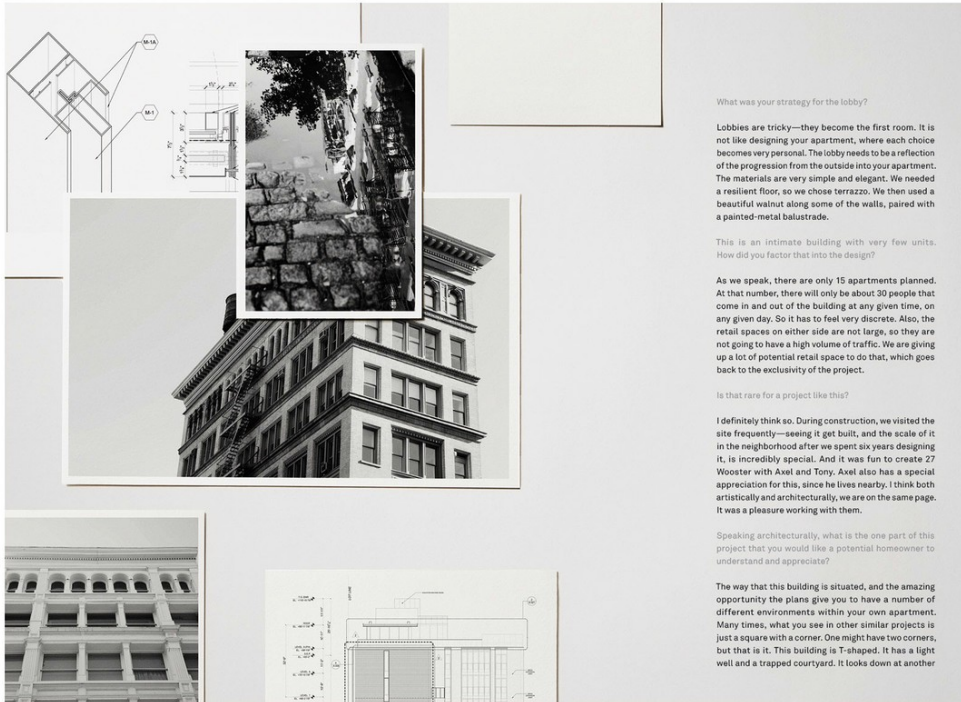 M-1A
M-1
What was your strategy for the lobby?
Lobbies are tricky—they become the first room. It is
not like designing your apartment, where each choice
becomes very personal. The lobby needs to be a reflection
of the progression from the outside into your apartment.
The materials are very simple and elegant. We needed
a resilient floor, so we chose terrazzo. We then used a
beautiful walnut along some of the walls, paired with
a painted-metal balustrade.
This is an intimate building with very few units.
How did you factor that into the design?
As we speak, there are only 15 apartments planned.
At that number, there will only be about 30 people that
come in and out of the building at any given time, on
any given day. So it has to feel very discrete. Also, the
retail spaces on either side are not large, so they are
not going to have a high volume of traffic. We are giving
up a lot of potential retail space to do that, which goes
back to the exclusivity of the project.
Is that rare for a project like this?
I definitely think so. During construction, we visited the
site frequently—seeing it get built, and the scale of it
in the neighborhood after we spent six years designing
it, is incredibly special. And it was fun to create 27
Wooster with Axel and Tony. Axel also has a special
appreciation for this, since he lives nearby. I think both
artistically and architecturally, we are on the same page.
It was a pleasure working with them.
Speaking architecturally, what is the one part of this
project that you would like a potential homeowner to
understand and appreciate?
The way that this building is situated, and the amazing
opportunity the plans give you to have a number of
different environments within your own apartment.
Many times, what you see in other similar projects is
just a square with a corner. One might have two corners,
but that is it. This building is T-shaped. It has a light
well and a trapped courtyard. It looks down at another